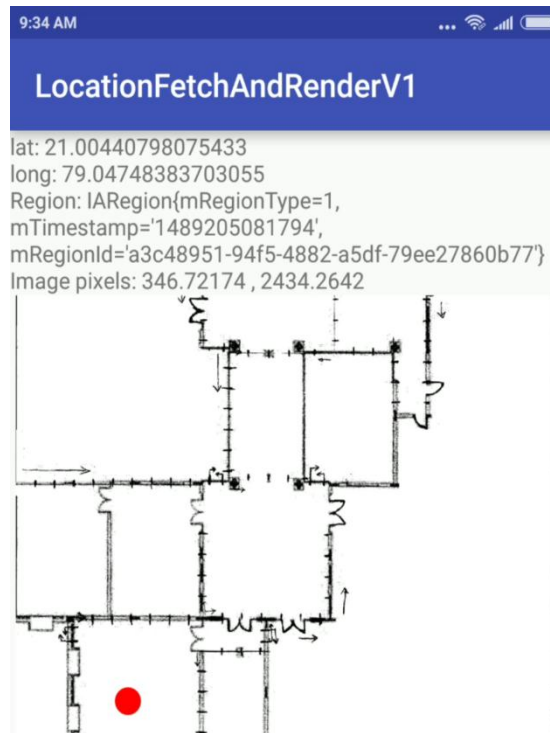 9:34 AM
LocationFetchAndRenderV1
lat: 21.00440798075433
long: 79.04748383703055
Region: IARegion{mRegionType=1,
mTimestamp='1489205081794',
mRegionId='a3c48951-94f5-4882-a5df-79ee27860b77'}
Image pixels: 346.72174 , 2434.2642